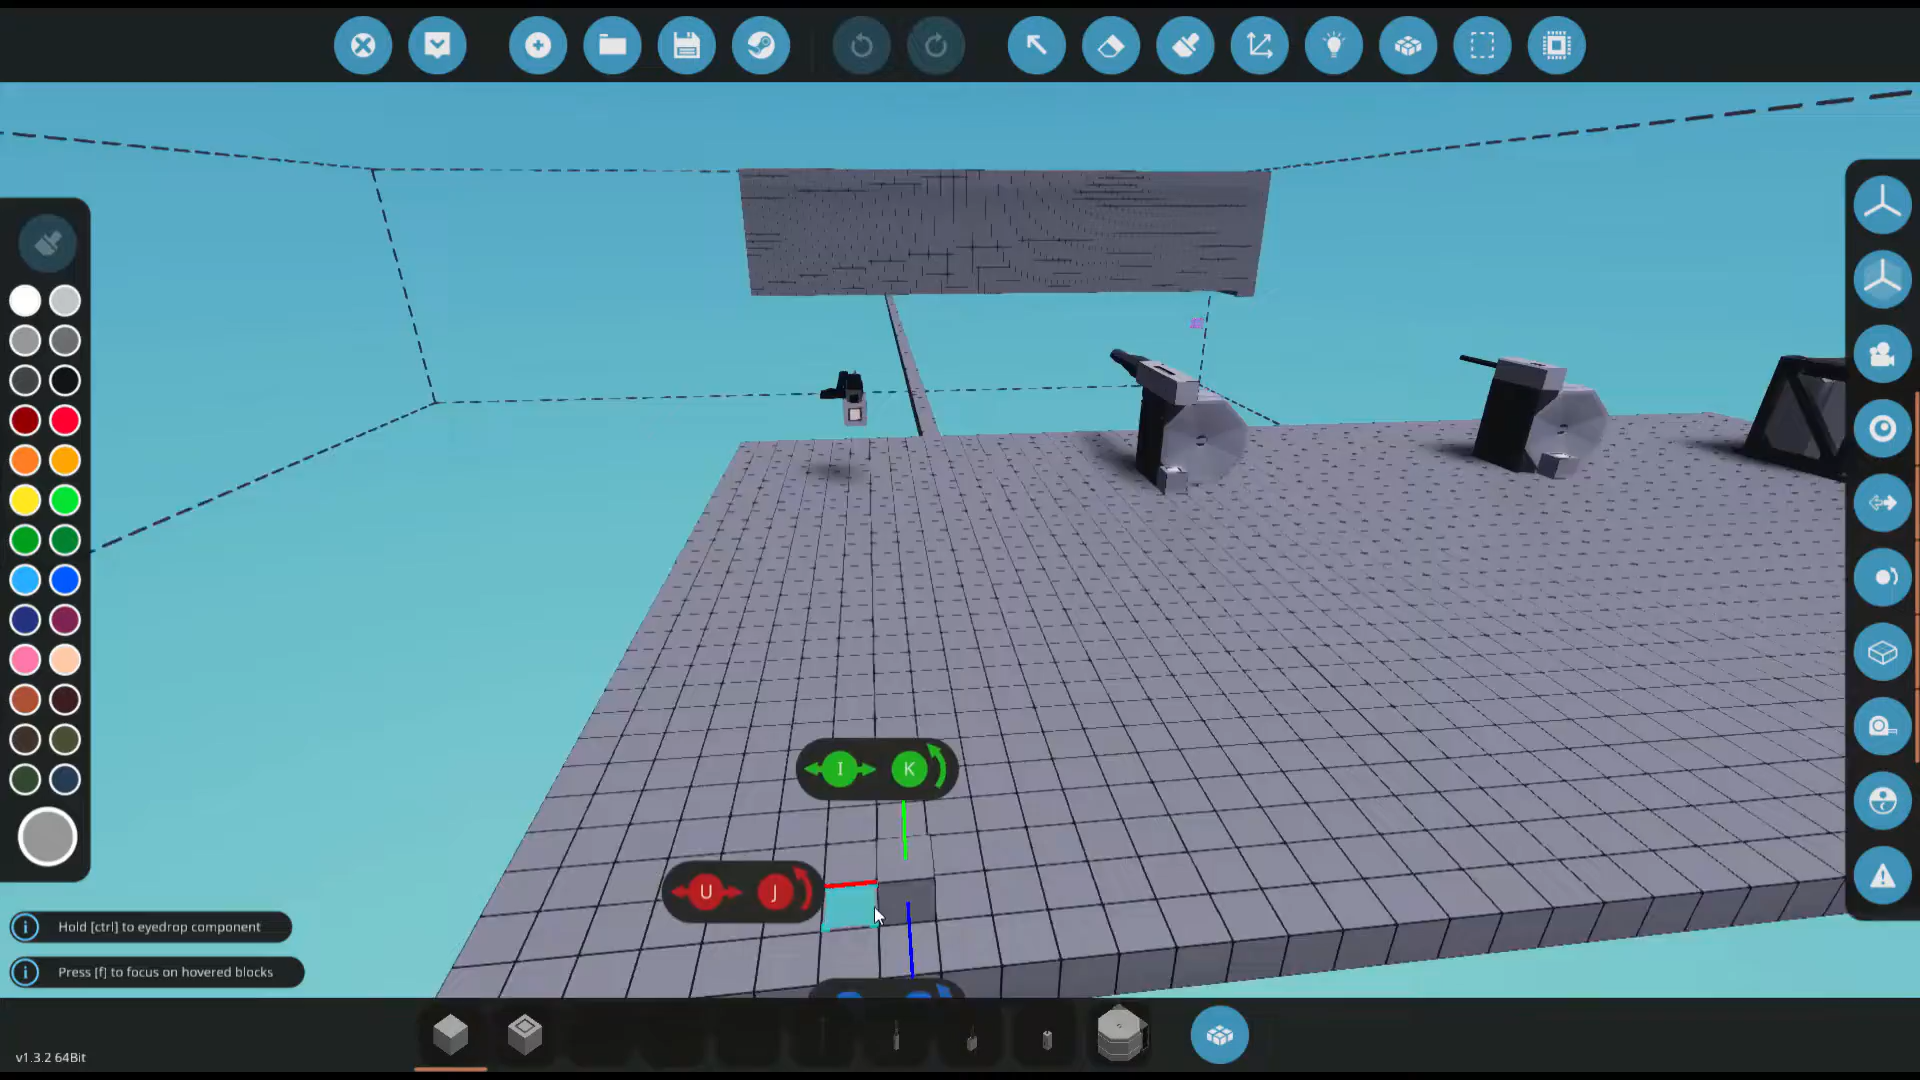 I K
U J
Hold [ctrl] to eyedrop component
Press [f] to focus on hovered blocks
v1.3.2 64Bit